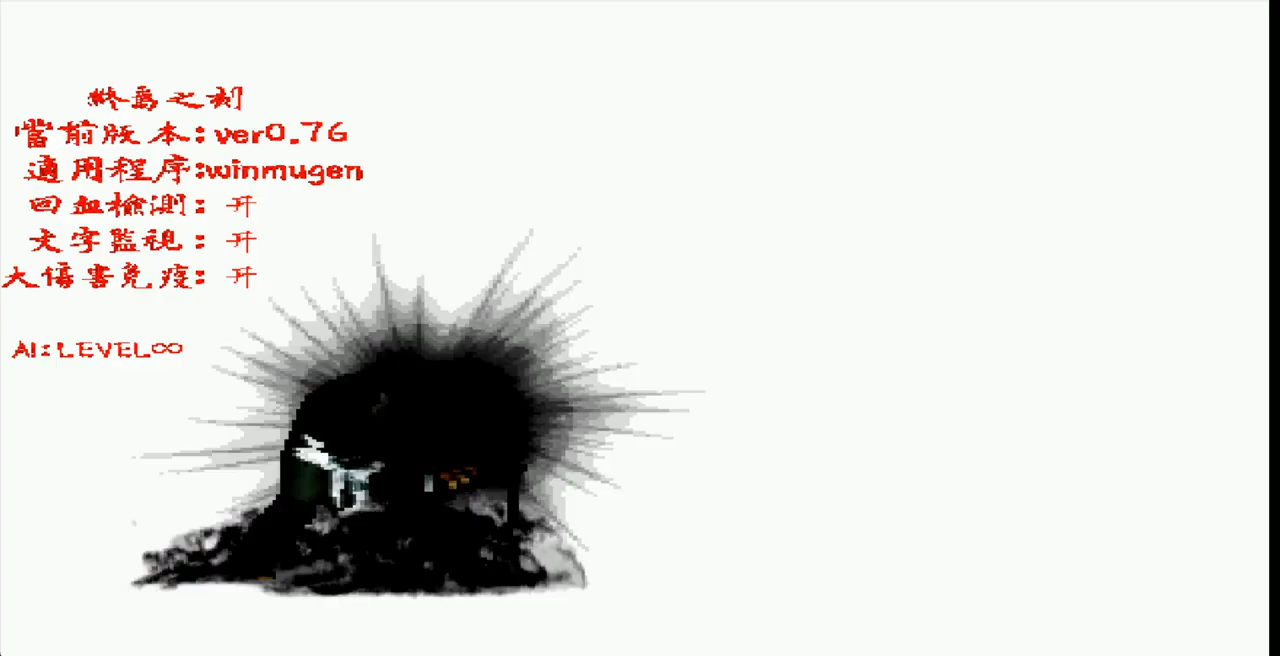 終焉之刻
當前版本:ver0.76
適用程序:winmugen
回血檢測: 开
文字監視: 开
大傷害免疫: 开
AI:LEVEL∞